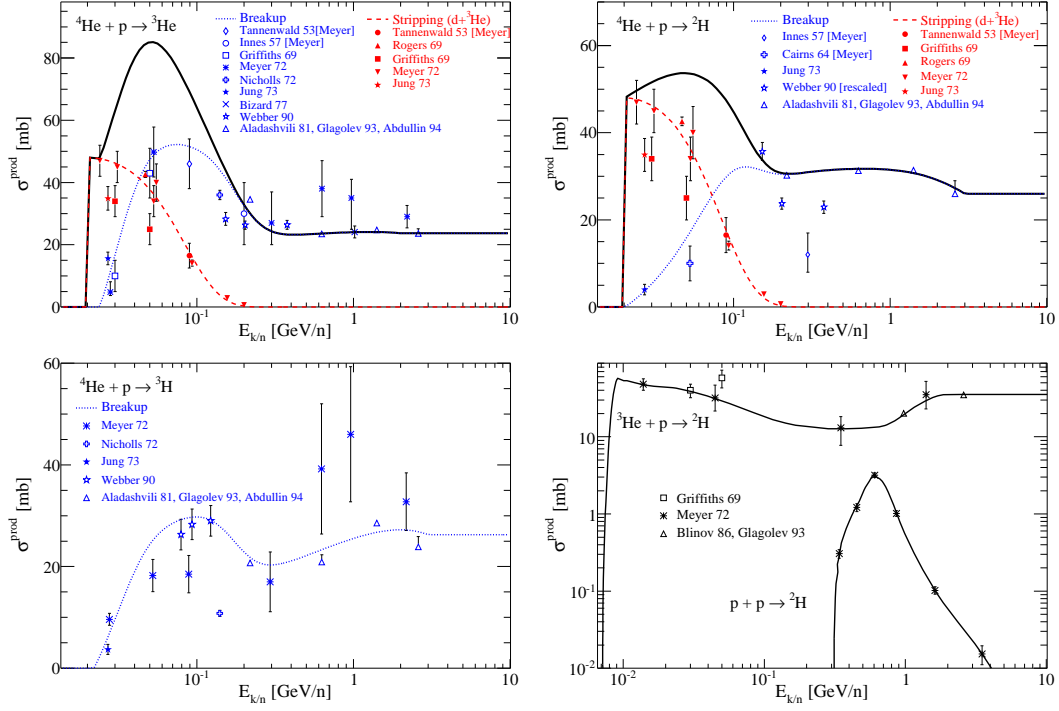 ⁴He + p → ³He
Breakup
Tannenwald 53[Meyer]
Innes 57 [Meyer]
Griffiths 69
Meyer 72
Nicholls 72
Jung 73
Bizard 77
Webber 90
Aladashvili 81, Glagolev 93, Abdullin 94
Stripping (d+³He)
Tannenwald 53 [Meyer]
Rogers 69
Griffiths 69
Meyer 72
Jung 73
σᵖʳᵒᵈ [mb]
100
80
60
40
20
0
10⁻¹
1
10
E_k/n [GeV/n]
⁴He + p → ²H
Breakup
Innes 57 [Meyer]
Cairns 64 [Meyer]
Jung 73
Webber 90 [rescaled]
Aladashvili 81, Glagolev 93, Abdullin 94
Stripping (d+³He)
Tannenwald 53 [Meyer]
Griffiths 69
Rogers 69
Meyer 72
Jung 73
σᵖʳᵒᵈ [mb]
60
40
20
0
10⁻¹
1
10
E_k/n [GeV/n]
⁴He + p → ³H
Breakup
Meyer 72
Nicholls 72
Jung 73
Webber 90
Aladashvili 81, Glagolev 93, Abdullin 94
σᵖʳᵒᵈ [mb]
60
40
20
0
10⁻¹
1
10
E_k/n [GeV/n]
³He + p → ²H
Griffiths 69
Meyer 72
Blinov 86, Glagolev 93
p + p → ²H
σᵖʳᵒᵈ [mb]
10
1
10⁻¹
10⁻²
10⁻²
10⁻¹
1
10
E_k/n [GeV/n]